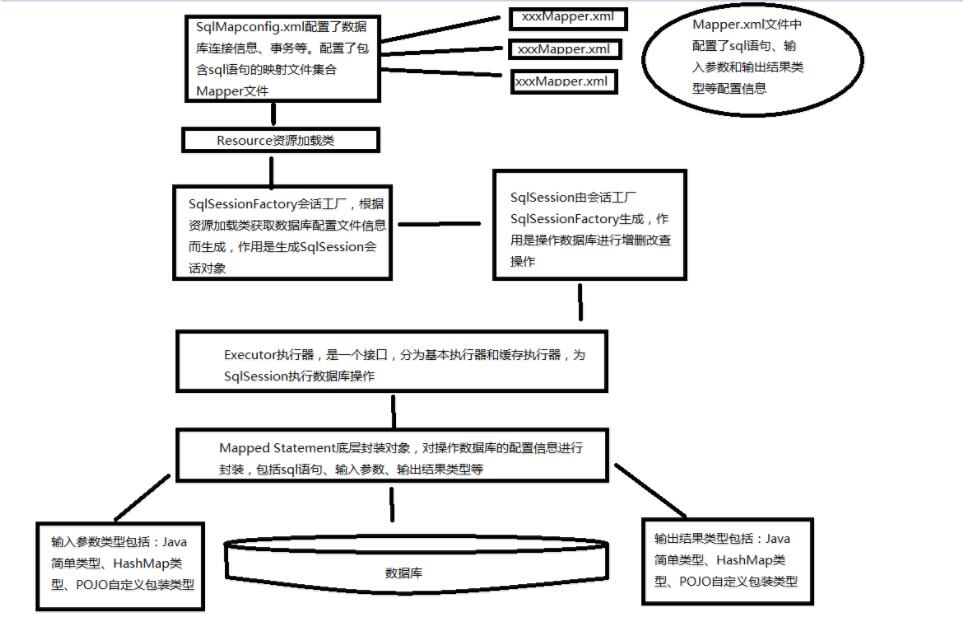 SqlMapconfig.xml配置了数据
库连接信息、事务等。配置了包
含sql语句的映射文件集合
Mapper文件
xxxMapper.xml
xxxMapper.xml
xxxMapper.xml
Mapper.xml文件中
配置了sql语句、输
入参数和输出结果类
型等配置信息
Resource资源加载类
SqlSessionFactory会话工厂，根据
资源加载类获取数据库配置文件信息
而生成，作用是生成SqlSession会
话对象
SqlSession由会话工厂
SqlSessionFactory生成，作
用是操作数据库进行增删改查
操作
Executor执行器，是一个接口，分为基本执行器和缓存执行器，为
SqlSession执行数据库操作
Mapped Statement底层封装对象，对操作数据库的配置信息进行
封装，包括sql语句、输入参数、输出结果类型等
输入参数类型包括：Java
简单类型、HashMap类
型、POJO自定义包装类型
数据库
输出结果类型包括：Java
简单类型、HashMap类
型、POJO自定义包装类型